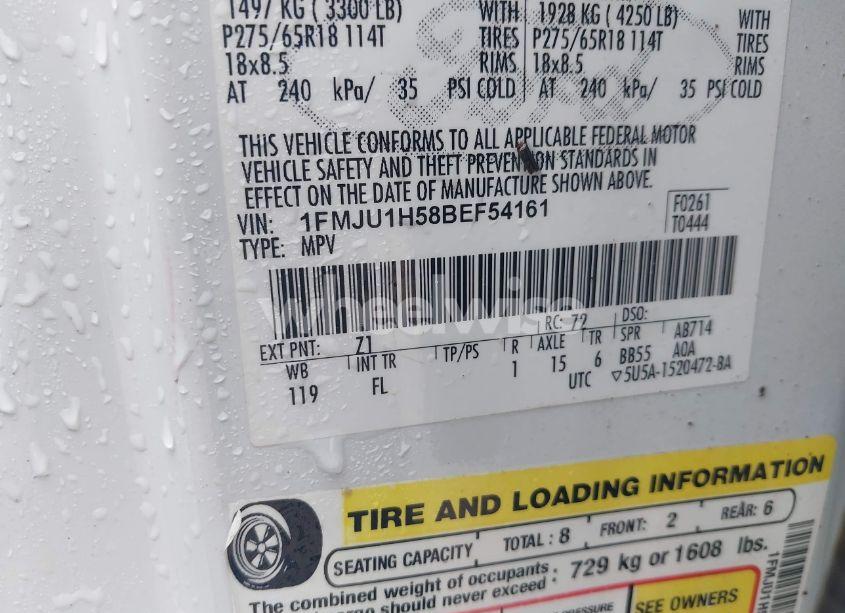 1497 KG ( 3300 LB) WITH 1928 KG ( 4250 LB) WITH
P275/65R18 114T TIRES P275/65R18 114T TIRES
18x8.5 RIMS 18x8.5 RIMS
AT 240 kPa/ 35 PSI COLD AT 240 kPa/ 35 PSI COLD
Ford
THIS VEHICLE CONFORMS TO ALL APPLICABLE FEDERAL MOTOR
VEHICLE SAFETY AND THEFT PREVENTION STANDARDS IN
EFFECT ON THE DATE OF MANUFACTURE SHOWN ABOVE.
VIN: 1FMJU1H58BEF54161 F0261
TYPE: MPV T0444
wheelwise
EXT PNT: Z1 RC: 72 DSO:
WB INT TR TP/PS R AXLE TR SPR AB714
119 FL 1 15 6 BB55 AOA
UTC ▽5U5A-1520472-BA
TIRE AND LOADING INFORMATION
SEATING CAPACITY TOTAL : 8 FRONT: 2 REAR: 6
The combined weight of occupants
should never exceed : 729 kg or 1608 lbs.
SEE OWNERS